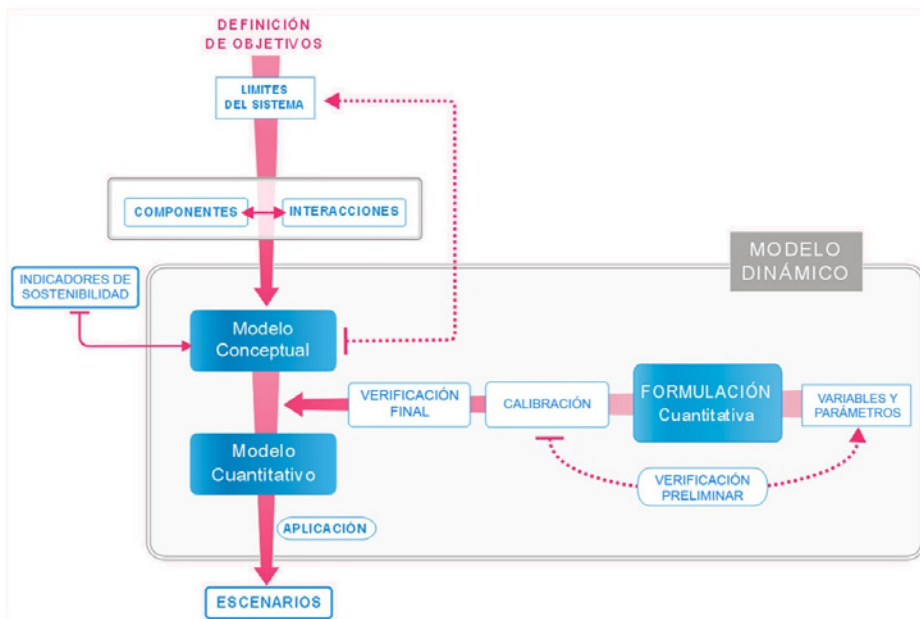 DEFINICIÓN
DE OBJETIVOS
LIMITES
DEL SISTEMA
COMPONENTES
INTERACCIONES
MODELO
DINÁMICO
INDICADORES DE
SOSTENIBILIDAD
Modelo
Conceptual
VERIFICACIÓN
FINAL
CALIBRACIÓN
FORMULACIÓN
Cuantitativa
VARIABLES Y
PARÁMETROS
Modelo
Cuantitativo
VERIFICACIÓN
PRELIMINAR
APLICACIÓN
ESCENARIOS